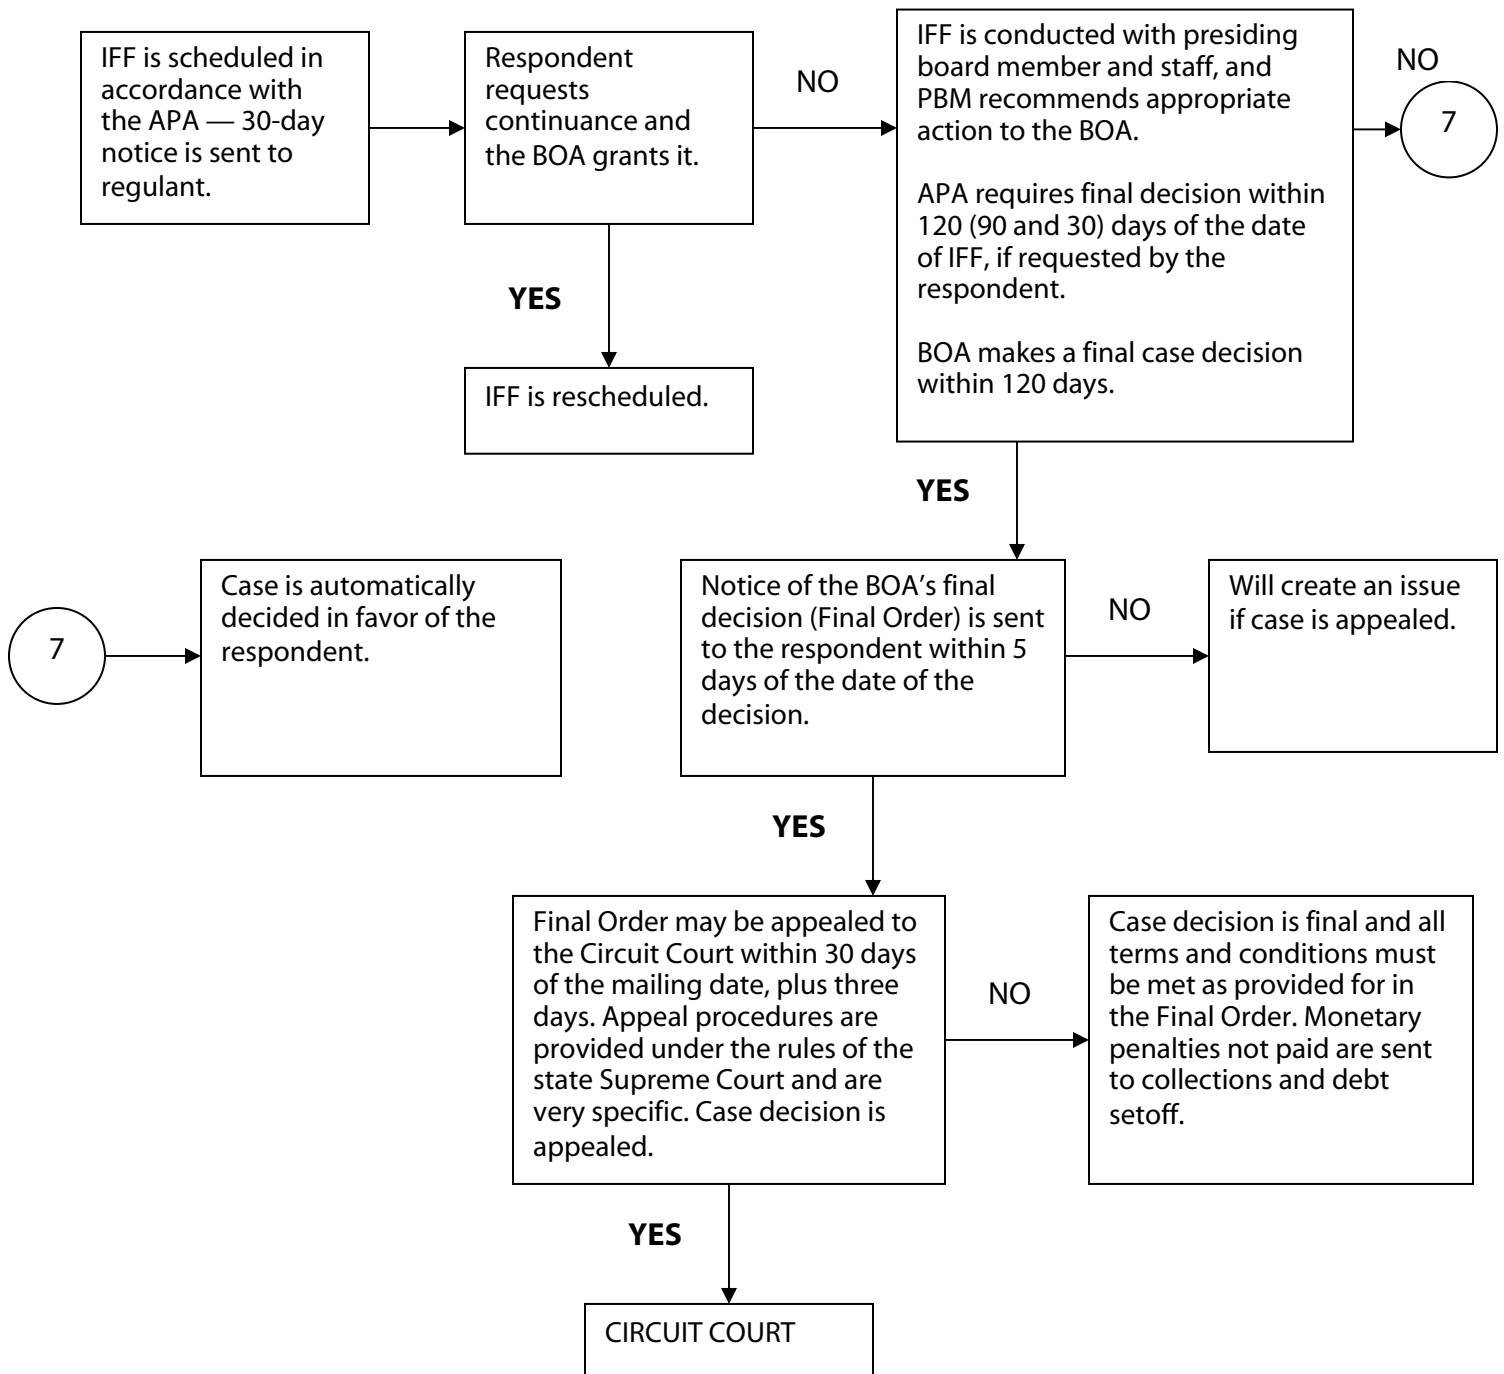 IFF is scheduled in
accordance with
the APA — 30-day
notice is sent to
regulant.
Respondent
requests
continuance and
the BOA grants it.
NO
IFF is conducted with presiding
board member and staff, and
PBM recommends appropriate
action to the BOA.
APA requires final decision within
120 (90 and 30) days of the date
of IFF, if requested by the
respondent.
BOA makes a final case decision
within 120 days.
NO
7
YES
IFF is rescheduled.
YES
7
Case is automatically
decided in favor of the
respondent.
Notice of the BOA’s final
decision (Final Order) is sent
to the respondent within 5
days of the date of the
decision.
NO
Will create an issue
if case is appealed.
YES
Final Order may be appealed to
the Circuit Court within 30 days
of the mailing date, plus three
days. Appeal procedures are
provided under the rules of the
state Supreme Court and are
very specific. Case decision is
appealed.
NO
Case decision is final and all
terms and conditions must
be met as provided for in
the Final Order. Monetary
penalties not paid are sent
to collections and debt
setoff.
YES
CIRCUIT COURT